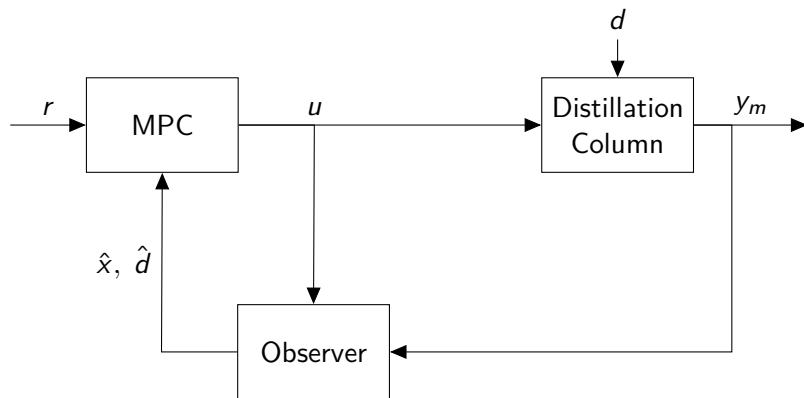 d
r
MPC
u
Distillation
Column
y_m
x̂, d̂
Observer